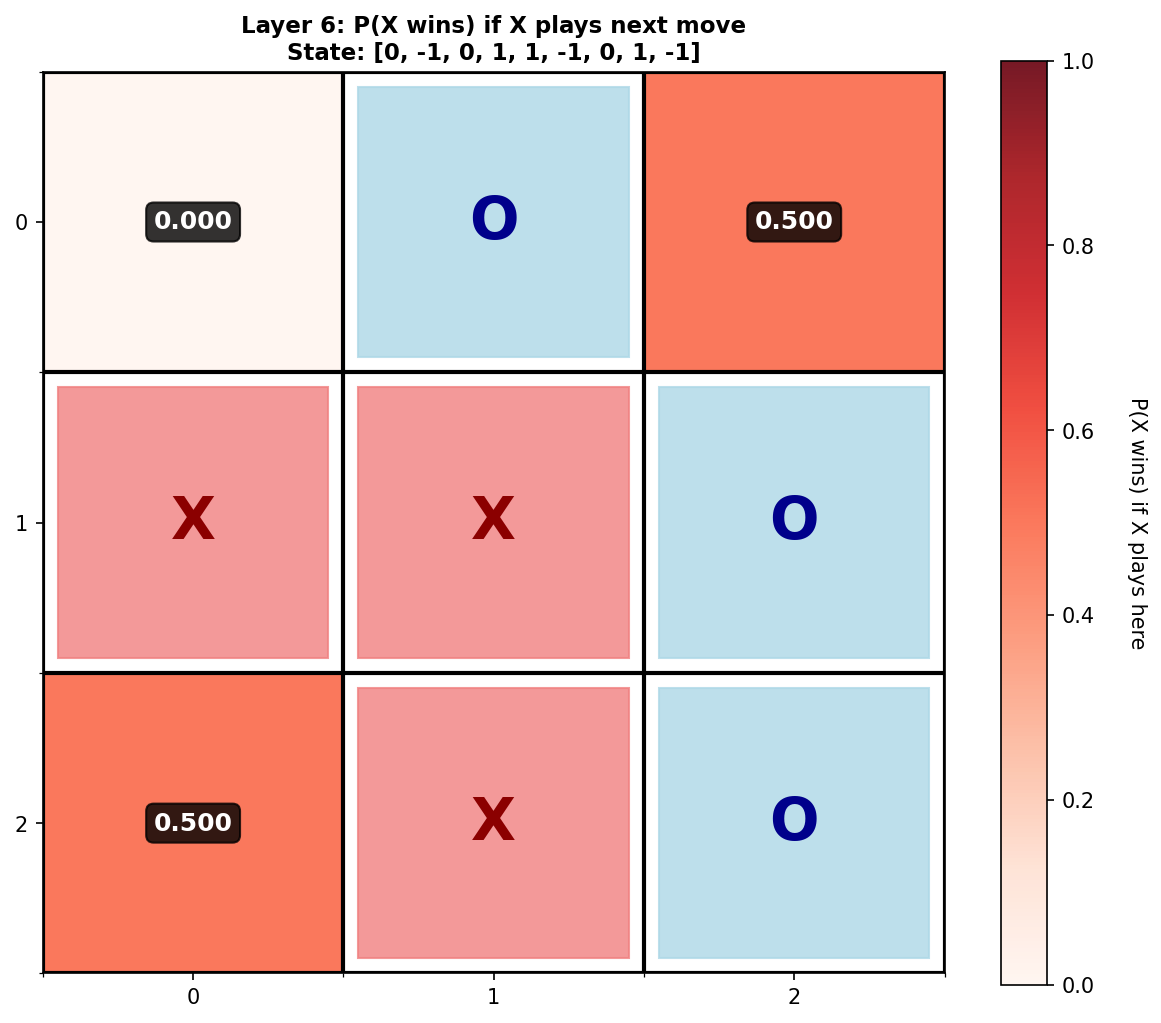 Layer 6: P(X wins) if X plays next move
State: [0, -1, 0, 1, 1, -1, 0, 1, -1]
0.000
O
0.500
X
X
O
0.500
X
O
0
1
2
0
1
2
1.0
0.8
0.6
0.4
0.2
0.0
P(X wins) if X plays here